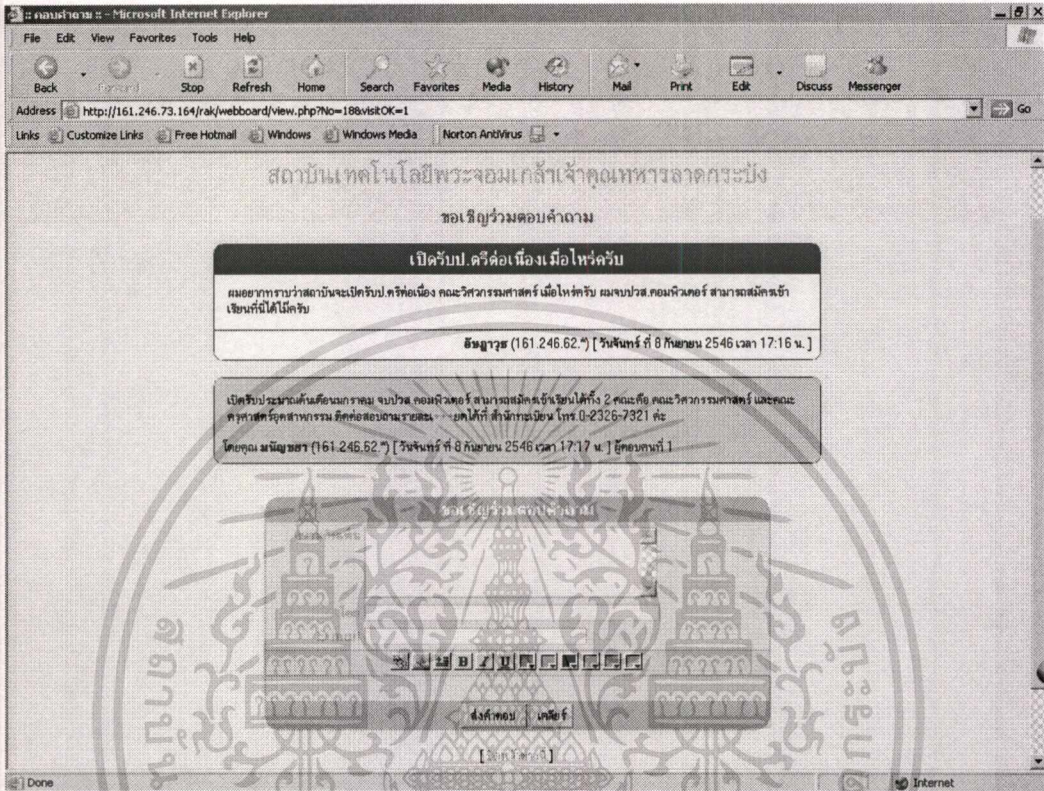 :: ตอบคำถาม :: - Microsoft Internet Explorer
File Edit View Favorites Tools Help
Back Forward Stop Refresh Home Search Favorites Media History Mail Print Edit Discuss Messenger
Address http://161.246.73.164/rak/webboard/view.php?No=18&visitOK=1 Go
Links Customize Links Free Hotmail Windows Windows Media Norton AntiVirus
สถาบันเทคโนโลยีพระจอมเกล้าเจ้าคุณทหารลาดกระบัง
ขอเชิญร่วมตอบคำถาม
เปิดรับป.ตรีต่อเนื่องเมื่อไหร่ครับ
ผมอยากทราบว่าสถาบันจะเปิดรับป.ตรีต่อเนื่อง คณะวิศวกรรมศาสตร์ เมื่อไหร่ครับ ผมจบปวส.คอมพิวเตอร์ สามารถสมัครเข้า
เรียนที่นี่ได้ไม๊ครับ
อัษฎาวุธ (161.246.62.*) [ วันจันทร์ ที่ 8 กันยายน 2546 เวลา 17:16 น. ]
เปิดรับประมาณต้นเดือนมกราคม จบปวส.คอมพิวเตอร์ สามารถสมัครเข้าเรียนได้ทั้ง 2 คณะคือ คณะวิศวกรรมศาสตร์ และคณะ
ครุศาสตร์อุตสาหกรรม ติดต่อสอบถามรายละเ---ยดได้ที่ สำนักทะเบียน โทร.0-2326-7321 ค่ะ
โดยคุณ มนัญชยา (161.246.62.*) [ วันจันทร์ ที่ 8 กันยายน 2546 เวลา 17:17 น. ] ผู้ตอบคนที่ 1
ขอเชิญร่วมตอบคำถาม
โดย
B I U
ส่งคำตอบ เคลียร์
Done Internet